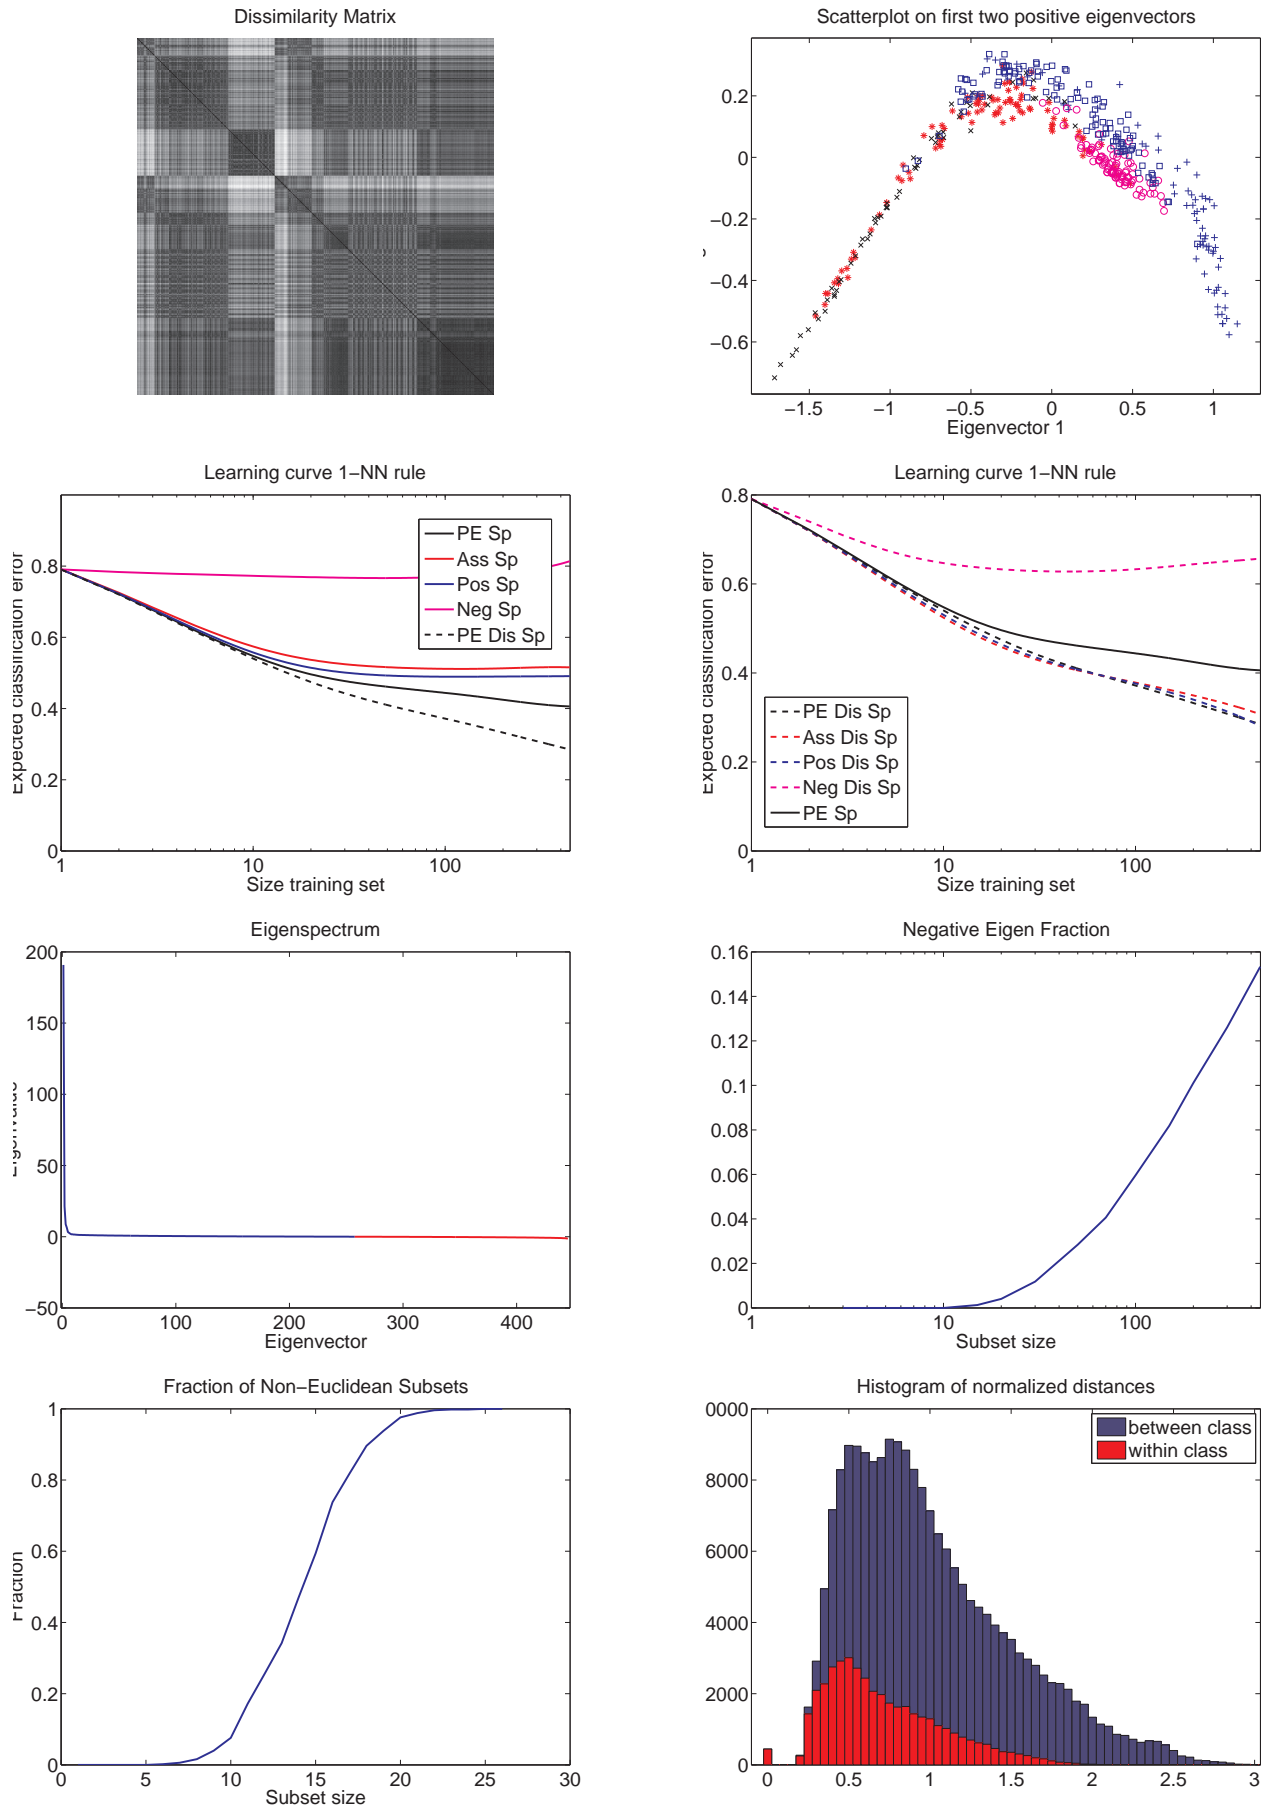 Dissimilarity Matrix
Scatterplot on first two positive eigenvectors
0.2
0
−0.2
−0.4
−0.6
−1.5 −1 −0.5 0 0.5 1
Eigenvector 1
Learning curve 1−NN rule
Expected classification error
0.8
0.6
0.4
0.2
0
PE Sp
Ass Sp
Pos Sp
Neg Sp
PE Dis Sp
1 10 100
Size training set
Learning curve 1−NN rule
Expected classification error
0.8
0.6
0.4
0.2
0
PE Dis Sp
Ass Dis Sp
Pos Dis Sp
Neg Dis Sp
PE Sp
1 10 100
Size training set
Eigenspectrum
200
150
100
50
0
−50
0 100 200 300 400
Eigenvector
Negative Eigen Fraction
0.16
0.14
0.12
0.1
0.08
0.06
0.04
0.02
0
1 10 100
Subset size
Fraction of Non−Euclidean Subsets
Fraction
1
0.8
0.6
0.4
0.2
0
0 5 10 15 20 25 30
Subset size
Histogram of normalized distances
0000
8000
6000
4000
2000
0
between class
within class
0 0.5 1 1.5 2 2.5 3